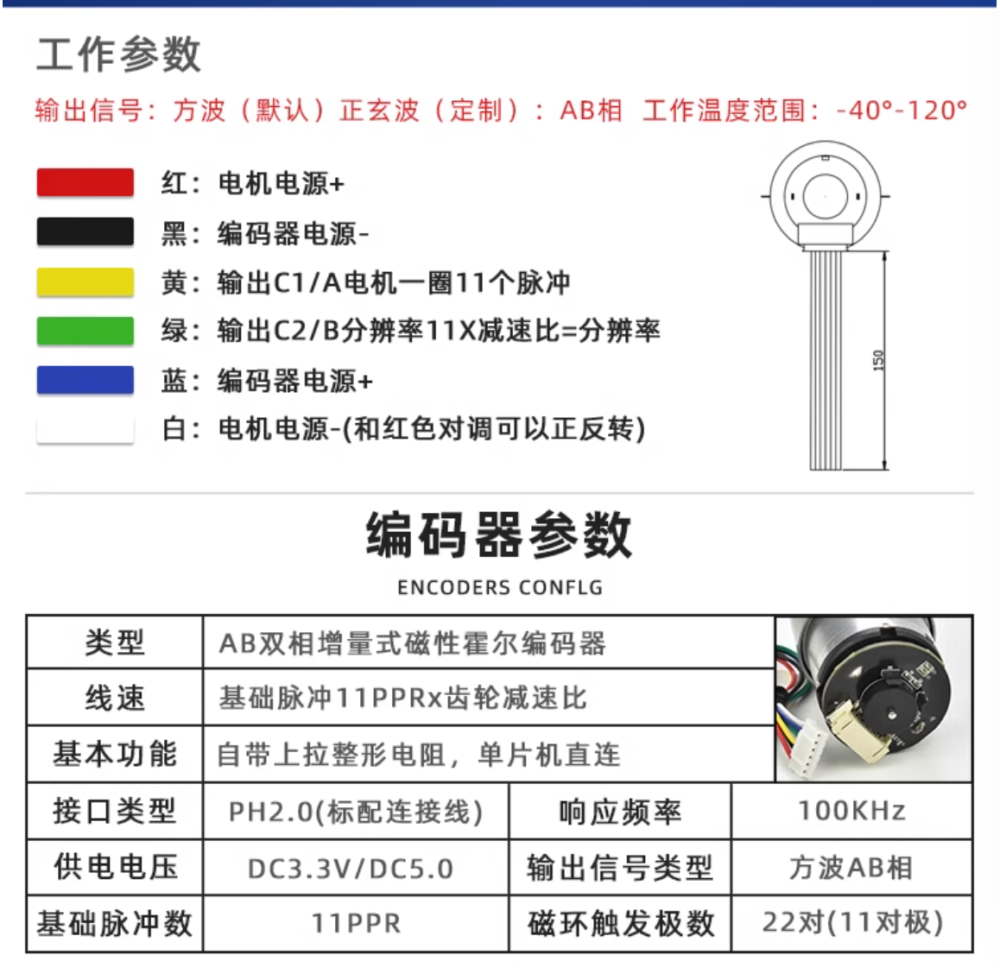 工作参数
输出信号：方波（默认）正玄波（定制）：AB相 工作温度范围：-40°-120°
红：电机电源+
黑：编码器电源-
黄：输出C1/A电机一圈11个脉冲
绿：输出C2/B分辨率11X减速比=分辨率
蓝：编码器电源+
白：电机电源-(和红色对调可以正反转)
150
编码器参数
ENCODERS CONFLG
类型 AB双相增量式磁性霍尔编码器
线速 基础脉冲11PPRx齿轮减速比
基本功能 自带上拉整形电阻，单片机直连
接口类型 PH2.0(标配连接线) 响应频率 100KHz
供电电压 DC3.3V/DC5.0 输出信号类型 方波AB相
基础脉冲数 11PPR 磁环触发极数 22对(11对极)